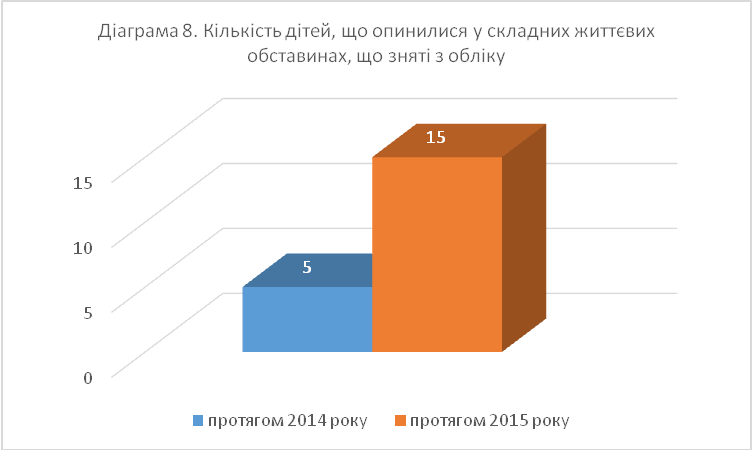 Діаграма 8. Кількість дітей, що опинилися у складних життєвих
обставинах, що зняті з обліку
15
15
10
5
5
0
протягом 2014 року
протягом 2015 року